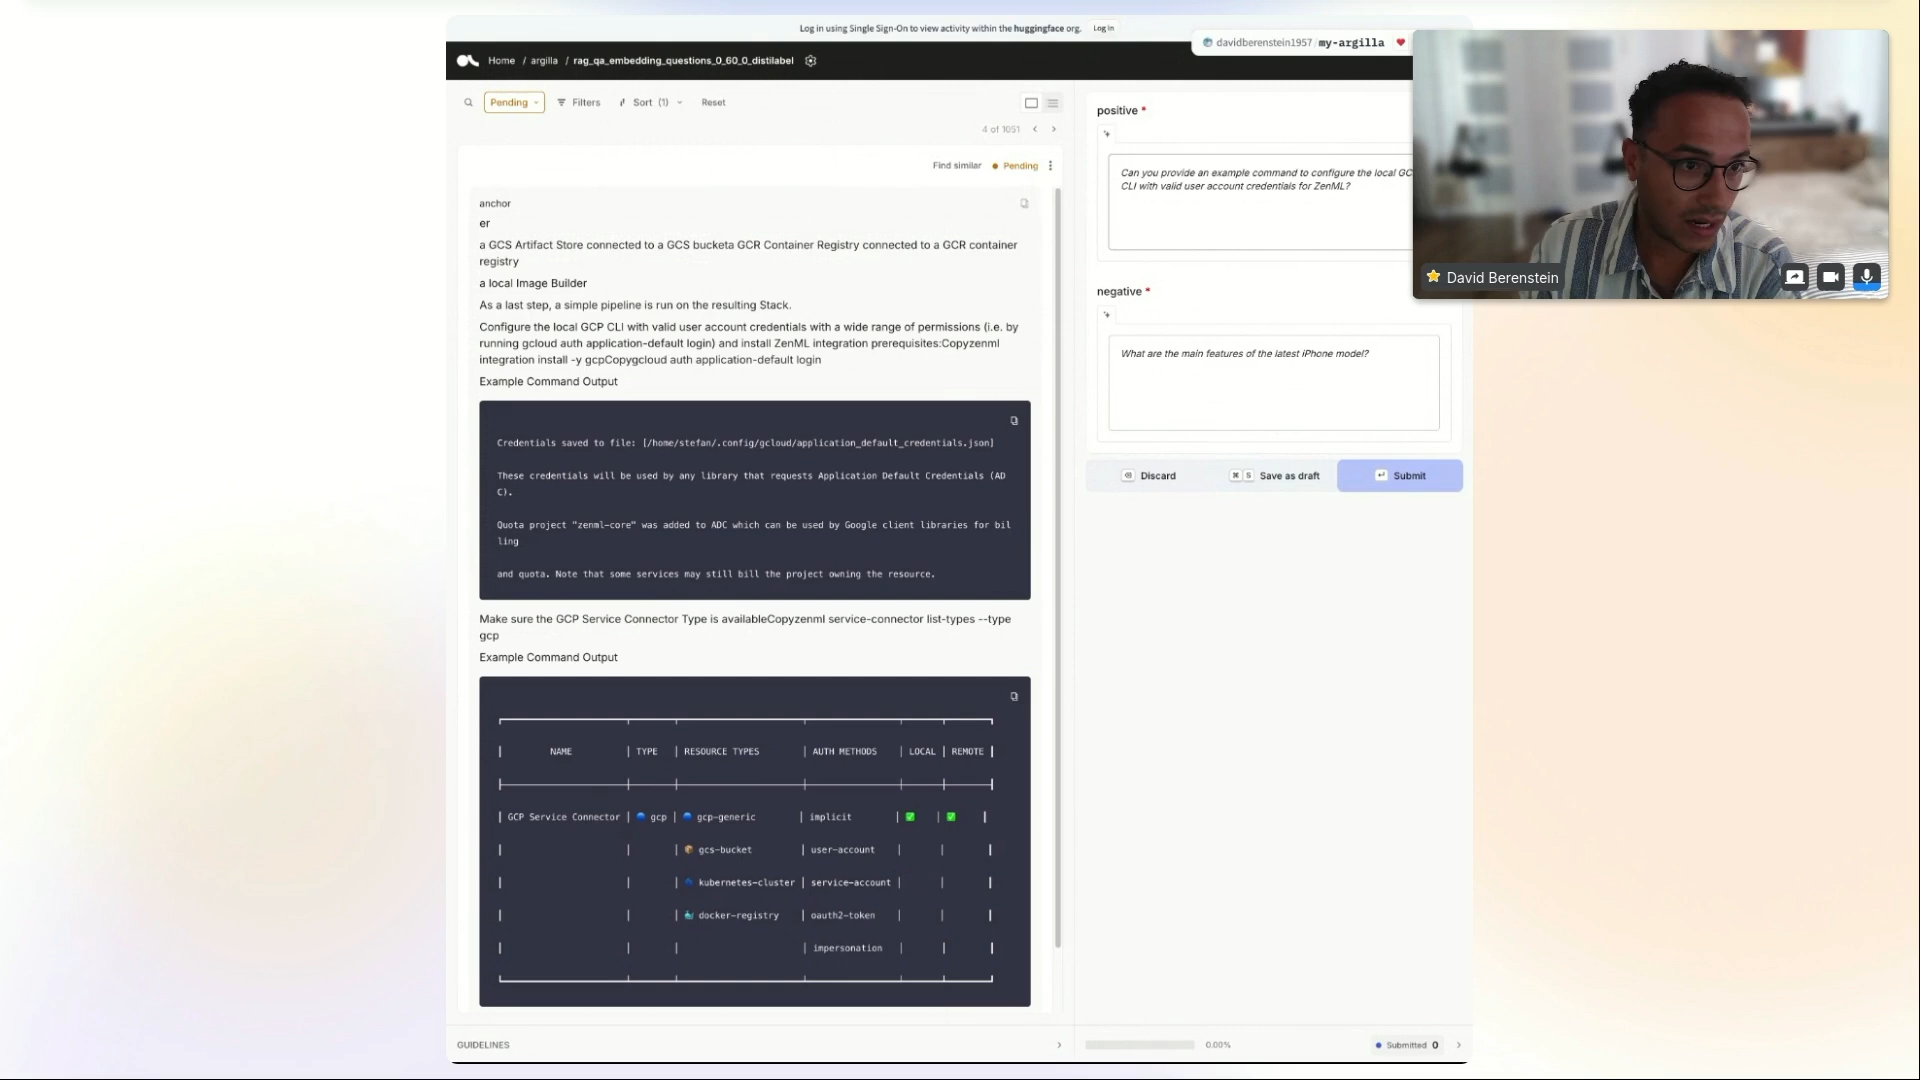 Log in using Single Sign-On to view activity within the huggingface org. Log In
davidberenstein1957 / my-argilla
Home / argilla / rag_qa_embedding_questions_0_60_0_distilabel
Pending Filters Sort (1) Reset
4 of 1051
Find similar Pending
anchor
er
a GCS Artifact Store connected to a GCS bucketa GCR Container Registry connected to a GCR container
registry
a local Image Builder
As a last step, a simple pipeline is run on the resulting Stack.
Configure the local GCP CLI with valid user account credentials with a wide range of permissions (i.e. by
running gcloud auth application-default login) and install ZenML integration prerequisites:Copyzenml
integration install -y gcpCopygcloud auth application-default login
Example Command Output
Credentials saved to file: [/home/stefan/.config/gcloud/application_default_credentials.json]
These credentials will be used by any library that requests Application Default Credentials (AD
C).
Quota project "zenml-core" was added to ADC which can be used by Google client libraries for bil
ling
and quota. Note that some services may still bill the project owning the resource.
Make sure the GCP Service Connector Type is availableCopyzenml service-connector list-types --type
gcp
Example Command Output
NAME | TYPE | RESOURCE TYPES | AUTH METHODS | LOCAL | REMOTE
GCP Service Connector | gcp | gcp-generic | implicit | ✅ | ✅
gcs-bucket | user-account
kubernetes-cluster | service-account
docker-registry | oauth2-token
impersonation
GUIDELINES
positive *
Can you provide an example command to configure the local GC
CLI with valid user account credentials for ZenML?
negative *
What are the main features of the latest iPhone model?
Discard ⌘ S Save as draft Submit
0.00% Submitted 0
David Berenstein